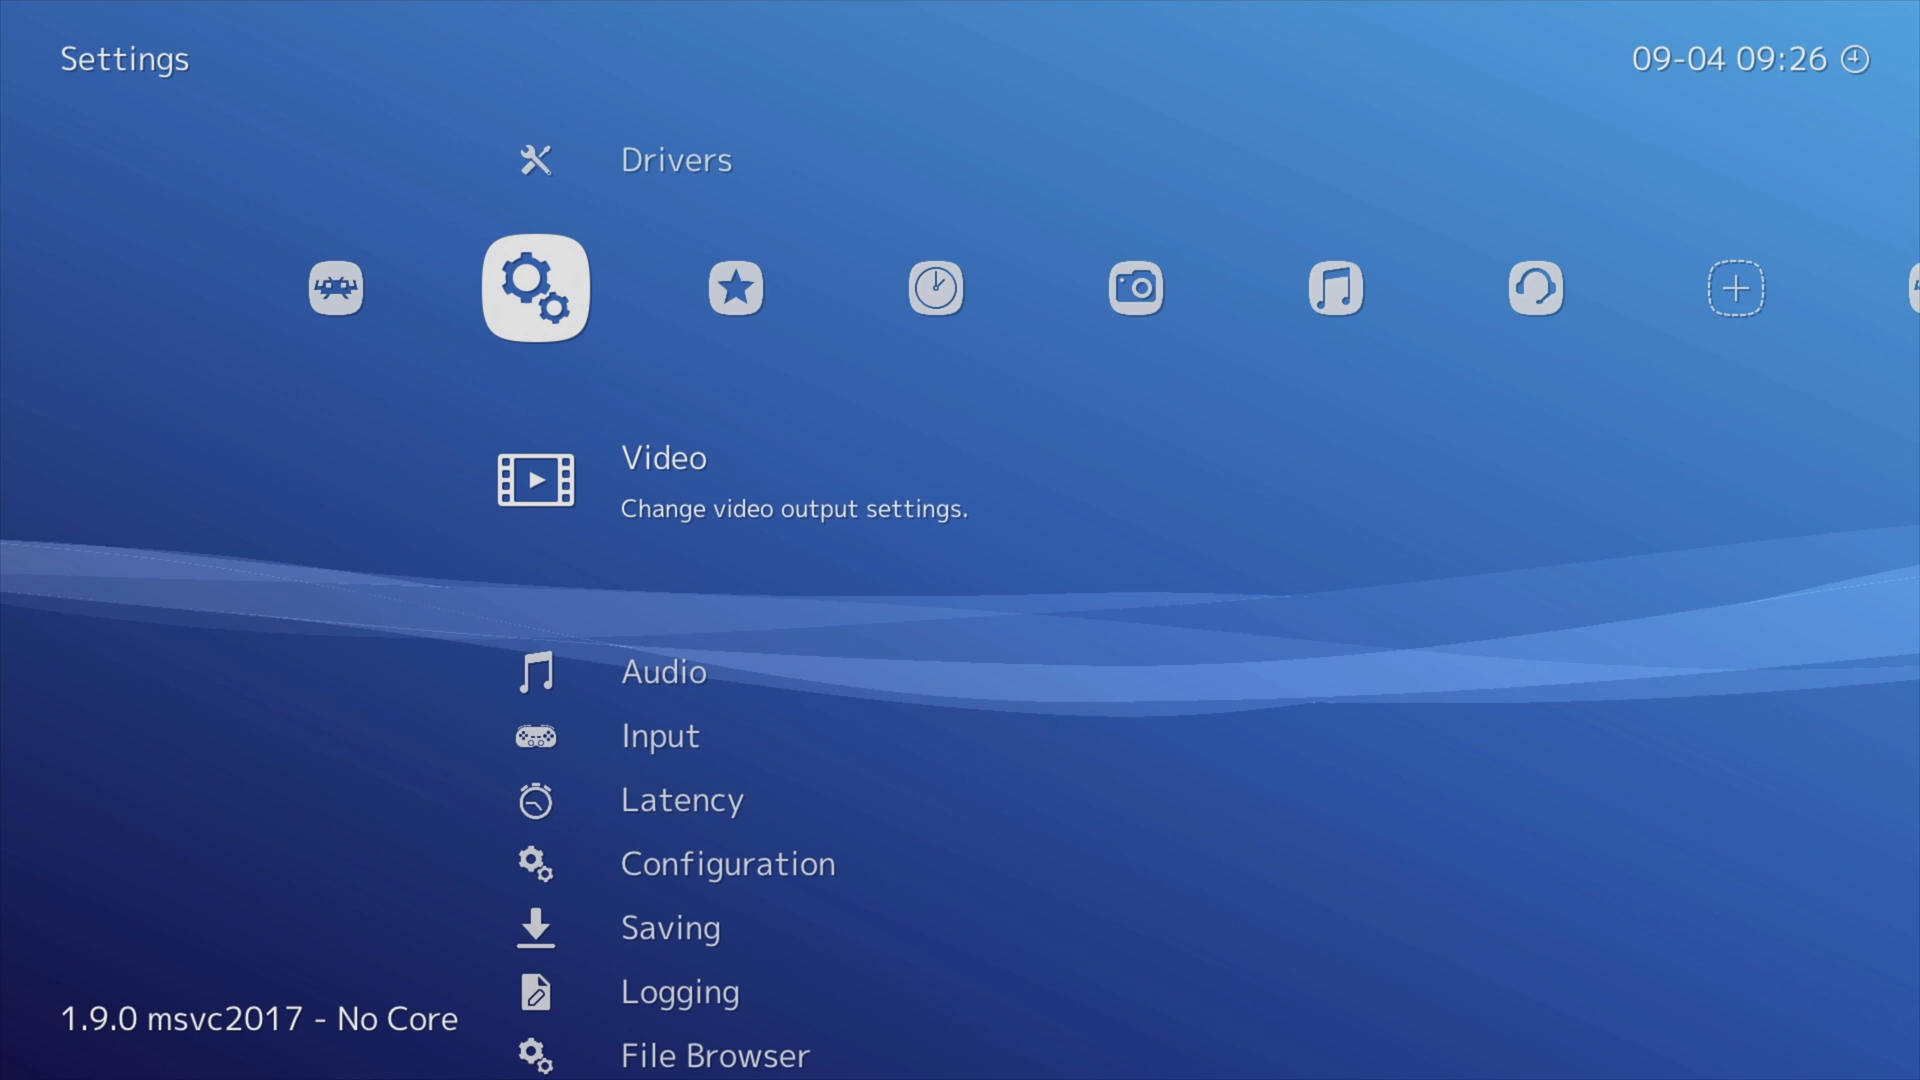 Settings
09-04 09:26
Drivers
Video
Change video output settings.
Audio
Input
Latency
Configuration
Saving
Logging
File Browser
1.9.0 msvc2017 - No Core